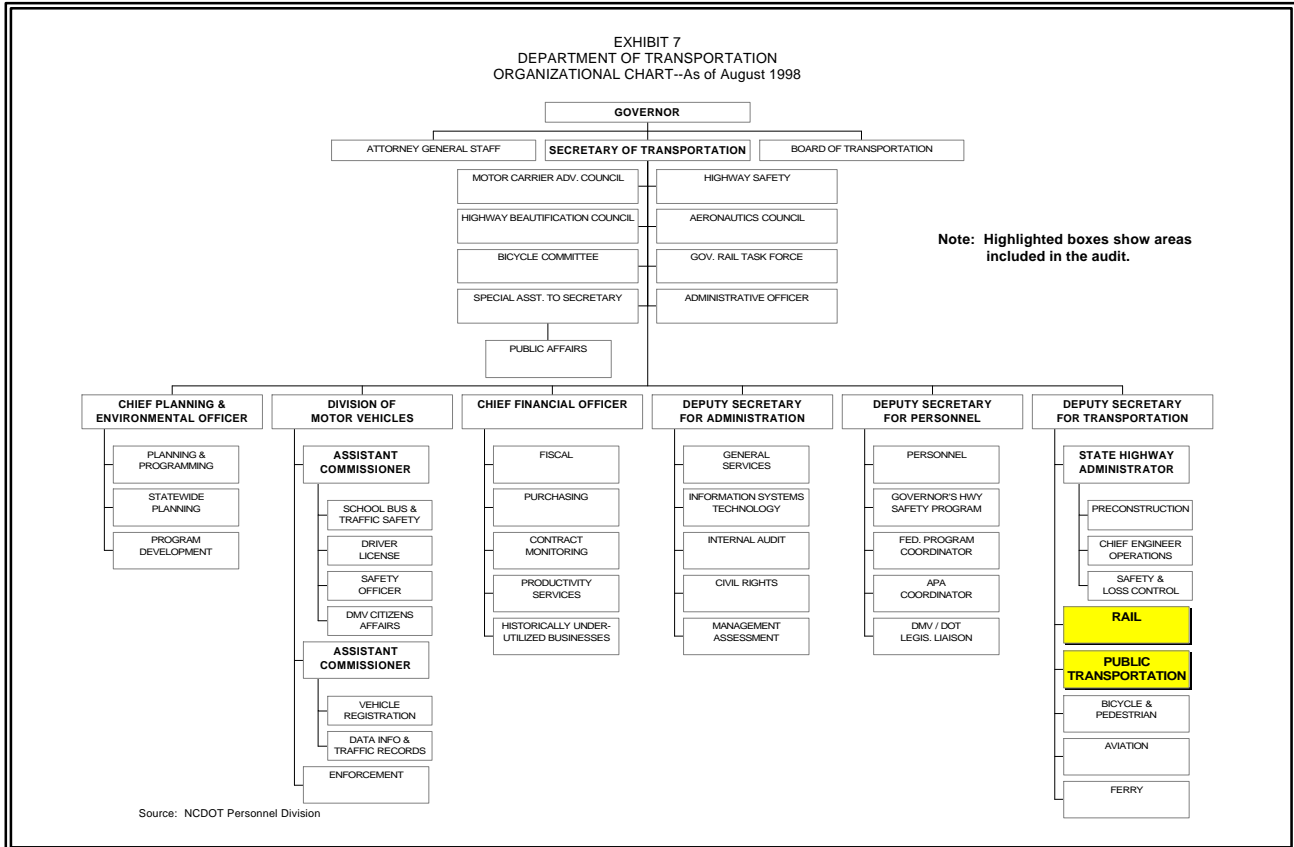 EXHIBIT 7
DEPARTMENT OF TRANSPORTATION
ORGANIZATIONAL CHART--As of August 1998
GOVERNOR
ATTORNEY GENERAL STAFF
SECRETARY OF TRANSPORTATION
BOARD OF TRANSPORTATION
MOTOR CARRIER ADV. COUNCIL
HIGHWAY SAFETY
HIGHWAY BEAUTIFICATION COUNCIL
AERONAUTICS COUNCIL
BICYCLE COMMITTEE
GOV. RAIL TASK FORCE
SPECIAL ASST. TO SECRETARY
ADMINISTRATIVE OFFICER
PUBLIC AFFAIRS
Note: Highlighted boxes show areas
included in the audit.
CHIEF PLANNING &
ENVIRONMENTAL OFFICER
PLANNING &
PROGRAMMING
STATEWIDE
PLANNING
PROGRAM
DEVELOPMENT
DIVISION OF
MOTOR VEHICLES
ASSISTANT
COMMISSIONER
SCHOOL BUS &
TRAFFIC SAFETY
DRIVER
LICENSE
SAFETY
OFFICER
DMV CITIZENS
AFFAIRS
ASSISTANT
COMMISSIONER
VEHICLE
REGISTRATION
DATA INFO &
TRAFFIC RECORDS
ENFORCEMENT
CHIEF FINANCIAL OFFICER
FISCAL
PURCHASING
CONTRACT
MONITORING
PRODUCTIVITY
SERVICES
HISTORICALLY UNDER-
UTILIZED BUSINESSES
DEPUTY SECRETARY
FOR ADMINISTRATION
GENERAL
SERVICES
INFORMATION SYSTEMS
TECHNOLOGY
INTERNAL AUDIT
CIVIL RIGHTS
MANAGEMENT
ASSESSMENT
DEPUTY SECRETARY
FOR PERSONNEL
PERSONNEL
GOVERNOR'S HWY
SAFETY PROGRAM
FED. PROGRAM
COORDINATOR
APA
COORDINATOR
DMV / DOT
LEGIS. LIAISON
DEPUTY SECRETARY
FOR TRANSPORTATION
STATE HIGHWAY
ADMINISTRATOR
PRECONSTRUCTION
CHIEF ENGINEER
OPERATIONS
SAFETY &
LOSS CONTROL
RAIL
PUBLIC
TRANSPORTATION
BICYCLE &
PEDESTRIAN
AVIATION
FERRY
Source: NCDOT Personnel Division